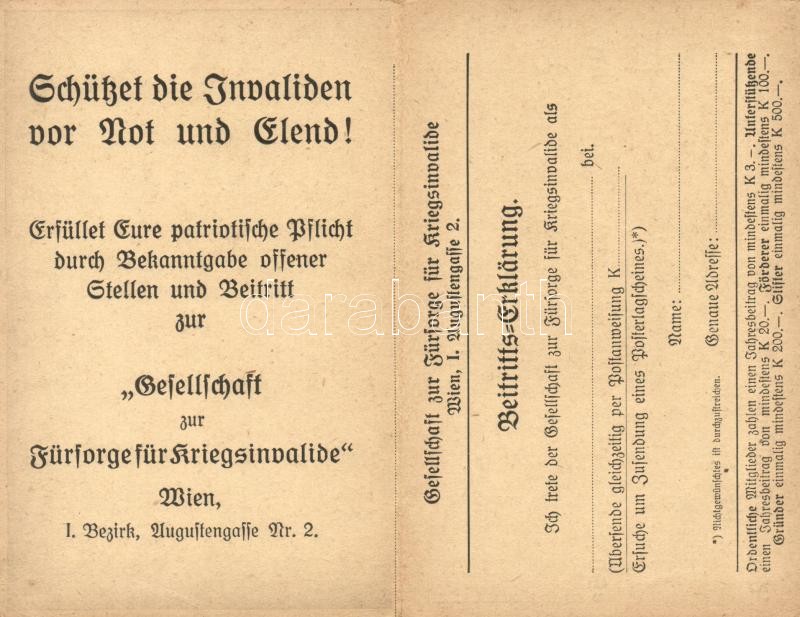 Schützet die Invaliden
vor Not und Elend!
Erfüllet Eure patriotische Pflicht
durch Bekanntgabe offener
Stellen und Beitritt
zur
„Gesellschaft
zur
Fürsorge für Kriegsinvalide“
Wien,
I. Bezirk, Augustengasse Nr. 2.
Gesellschaft zur Fürsorge für Kriegsinvalide
Wien, I. Augustengasse 2.
Beitritts=Erklärung.
Ich trete der Gesellschaft zur Fürsorge für Kriegsinvalide als
bei.
(Übersende gleichzeitig per Postanweisung K
Ersuche um Zusendung eines Posterlagscheines.)*)
Name:
Genaue Adresse:
*) Nichtgewünschtes ist durchzustreichen.
*
Ordentliche Mitglieder zahlen einen Jahresbeitrag von mindestens K 3.—. Unterstützende
einen Jahresbeitrag von mindestens K 20.—. Förderer einmalig mindestens K 100.—.
Gründer einmalig mindestens K 200.—. Stifter einmalig mindestens K 500.—.
darabanth